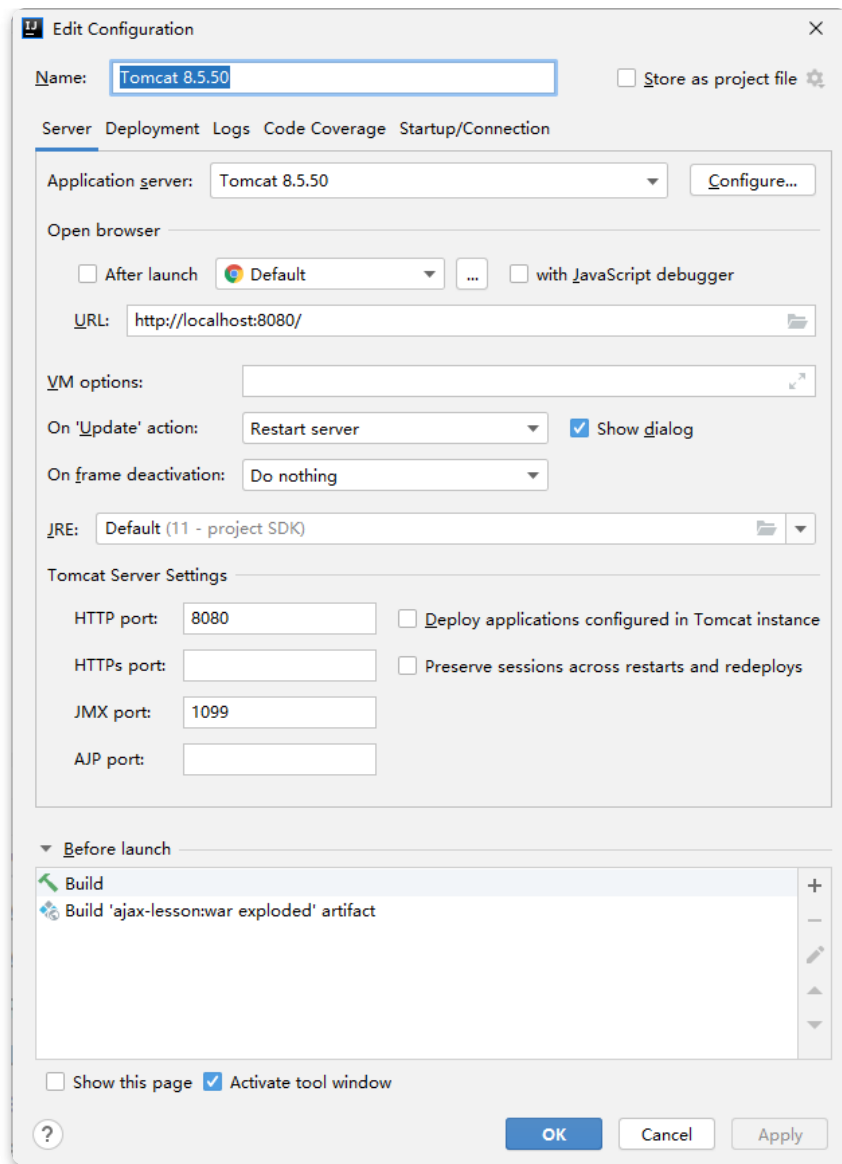 Edit Configuration
Name: Tomcat 8.5.50 Store as project file
Server Deployment Logs Code Coverage Startup/Connection
Application server: Tomcat 8.5.50 Configure...
Open browser
After launch Default ... with JavaScript debugger
URL: http://localhost:8080/
VM options:
On 'Update' action: Restart server Show dialog
On frame deactivation: Do nothing
JRE: Default (11 - project SDK)
Tomcat Server Settings
HTTP port: 8080 Deploy applications configured in Tomcat instance
HTTPs port: Preserve sessions across restarts and redeploys
JMX port: 1099
AJP port:
Before launch
Build
Build 'ajax-lesson:war exploded' artifact
Show this page Activate tool window
? OK Cancel Apply